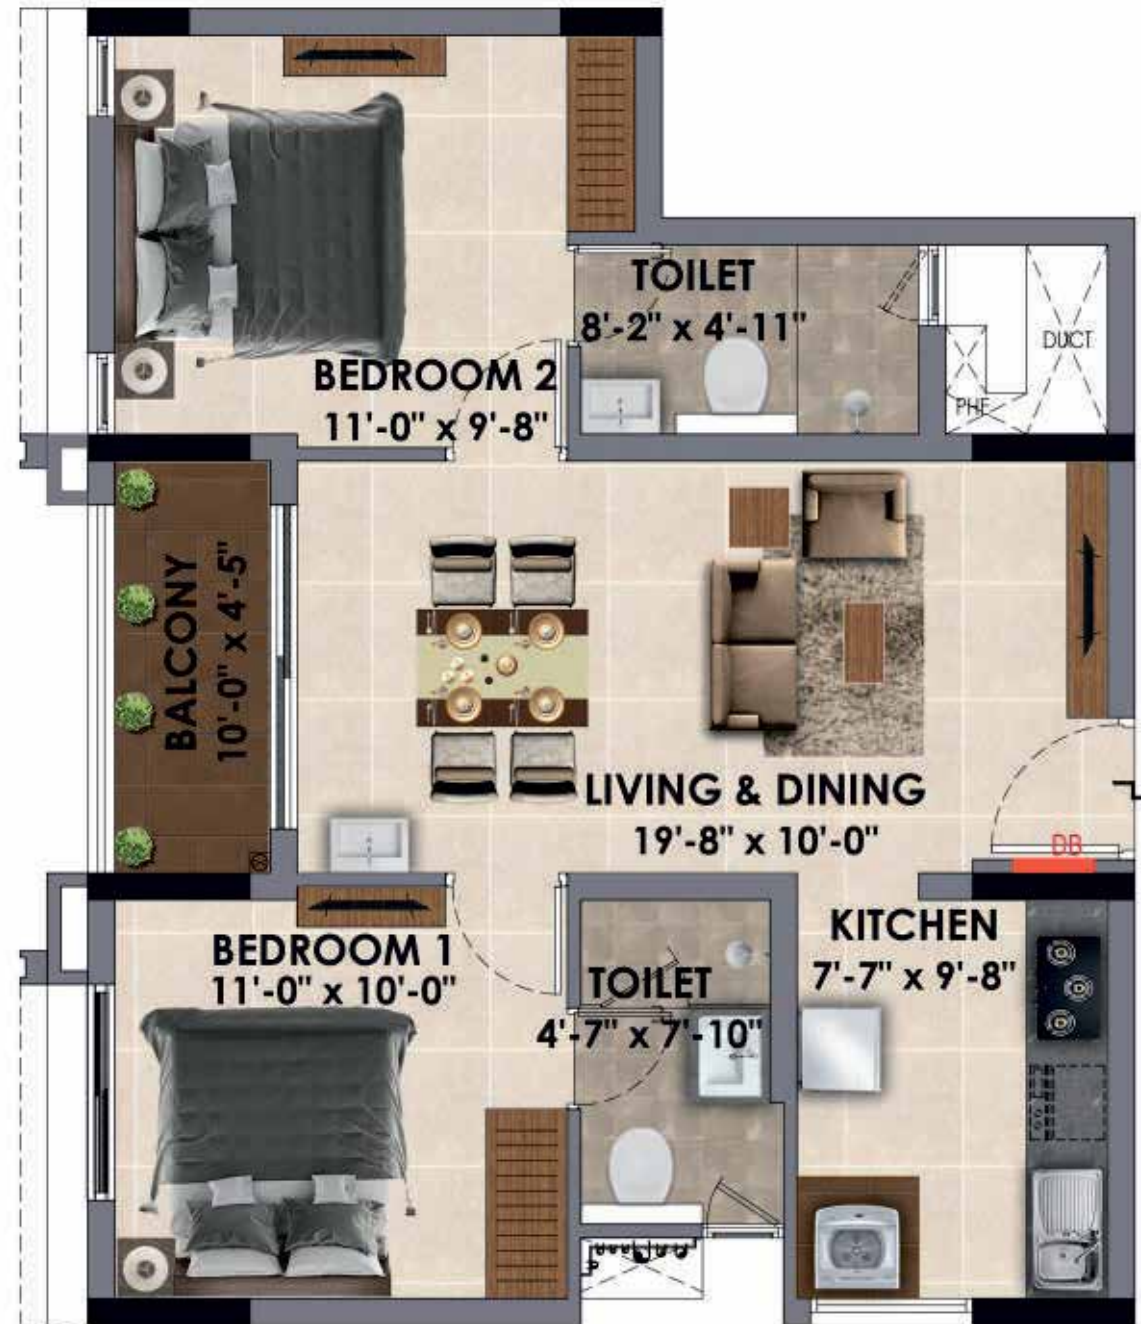 TOILET
8'-2" x 4'-11"
DUCT
PHE
BEDROOM 2
11'-0" x 9'-8"
BALCONY
10'-0" x 4'-5"
LIVING & DINING
19'-8" x 10'-0"
DB
BEDROOM 1
11'-0" x 10'-0"
TOILET
4'-7" x 7'-10"
KITCHEN
7'-7" x 9'-8"